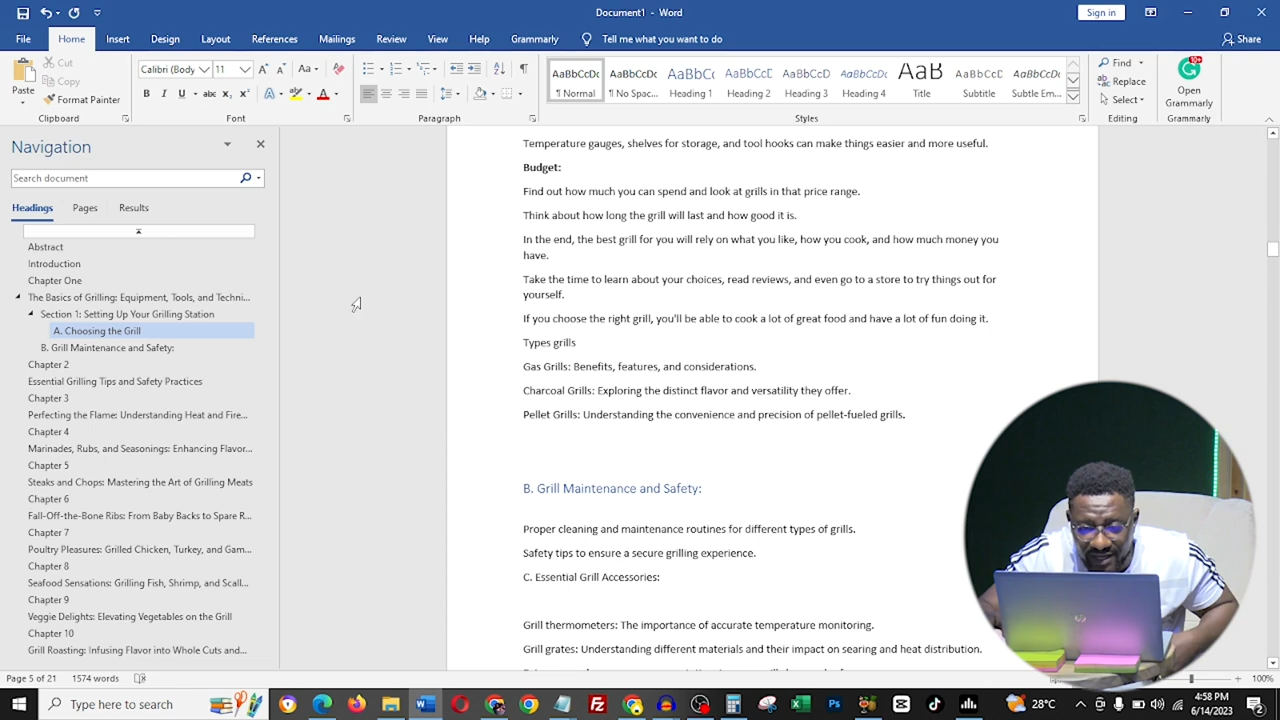 Document1 - Word
Sign in
File Home Insert Design Layout References Mailings Review View Help Grammarly Tell me what you want to do Share
Paste
Cut
Copy
Format Painter
Calibri (Body 11
Aa
B I U abc x₂ x²
A
AaBbCcDc AaBbCcDc AaBbCc AaBbCcD AaBbCcDc AaBbCcDc AaB AaBbCcD AaBbCcDc
¶ Normal ¶ No Spac... Heading 1 Heading 2 Heading 3 Heading 4 Title Subtitle Subtle Em...
Find
Replace
Select
10+
Open
Grammarly
Clipboard Font Paragraph Styles Editing Grammarly
Navigation
Search document
Headings Pages Results
Abstract
Introduction
Chapter One
The Basics of Grilling: Equipment, Tools, and Techni...
Section 1: Setting Up Your Grilling Station
A. Choosing the Grill
B. Grill Maintenance and Safety:
Chapter 2
Essential Grilling Tips and Safety Practices
Chapter 3
Perfecting the Flame: Understanding Heat and Fire...
Chapter 4
Marinades, Rubs, and Seasonings: Enhancing Flavor...
Chapter 5
Steaks and Chops: Mastering the Art of Grilling Meats
Chapter 6
Fall-Off-the-Bone Ribs: From Baby Backs to Spare R...
Chapter 7
Poultry Pleasures: Grilled Chicken, Turkey, and Gam...
Chapter 8
Seafood Sensations: Grilling Fish, Shrimp, and Scall...
Chapter 9
Veggie Delights: Elevating Vegetables on the Grill
Chapter 10
Grill Roasting: Infusing Flavor into Whole Cuts and...
Temperature gauges, shelves for storage, and tool hooks can make things easier and more useful.
Budget:
Find out how much you can spend and look at grills in that price range.
Think about how long the grill will last and how good it is.
In the end, the best grill for you will rely on what you like, how you cook, and how much money you
have.
Take the time to learn about your choices, read reviews, and even go to a store to try things out for
yourself.
If you choose the right grill, you'll be able to cook a lot of great food and have a lot of fun doing it.
Types grills
Gas Grills: Benefits, features, and considerations.
Charcoal Grills: Exploring the distinct flavor and versatility they offer.
Pellet Grills: Understanding the convenience and precision of pellet-fueled grills.
B. Grill Maintenance and Safety:
Proper cleaning and maintenance routines for different types of grills.
Safety tips to ensure a secure grilling experience.
C. Essential Grill Accessories:
Grill thermometers: The importance of accurate temperature monitoring.
Grill grates: Understanding different materials and their impact on searing and heat distribution.
Page 5 of 21 1574 words 100%
Type here to search
28°C
4:58 PM
6/14/2023
2